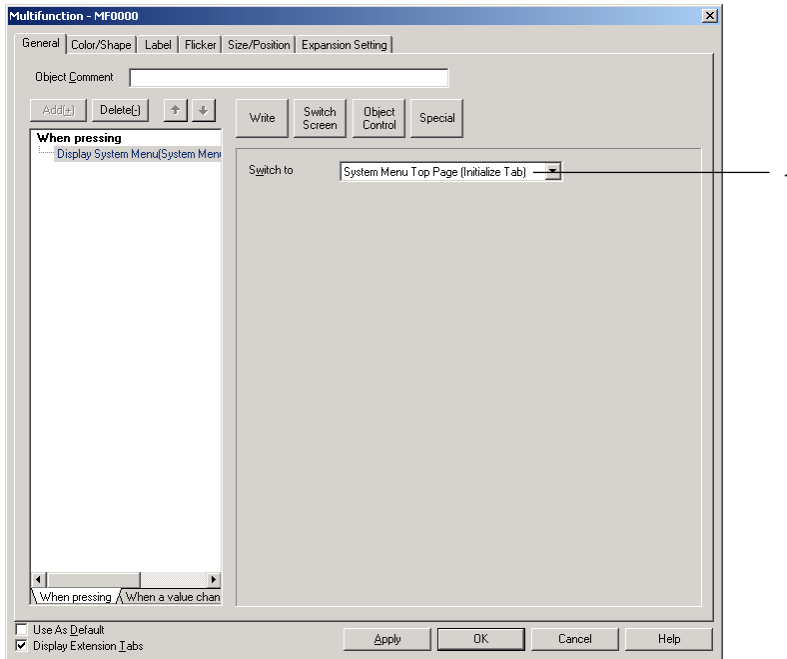 Multifunction - MF0000
General Color/Shape Label Flicker Size/Position Expansion Setting
Object Comment
Add(+) Delete(-)
Write Switch Screen Object Control Special
When pressing
Display System Menu(System Menu
Switch to System Menu Top Page (Initialize Tab)
When pressing When a value chan
Use As Default
Display Extension Tabs
Apply OK Cancel Help